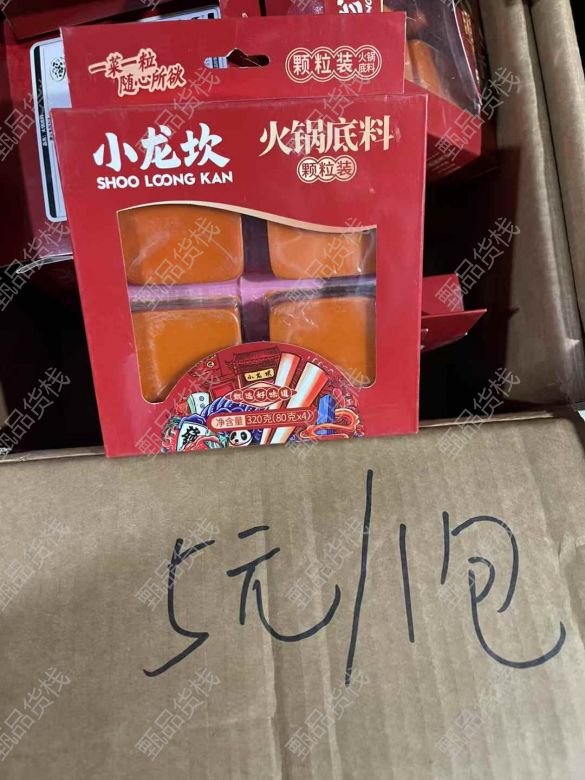 一菜一粒
随心所欲
颗粒装
火锅
底料
小龙坎
SHOO LOONG KAN
火锅底料
颗粒装
小龙坎
甄选好味道
净含量 320克(80克×4)
5元/1包
甄品货栈